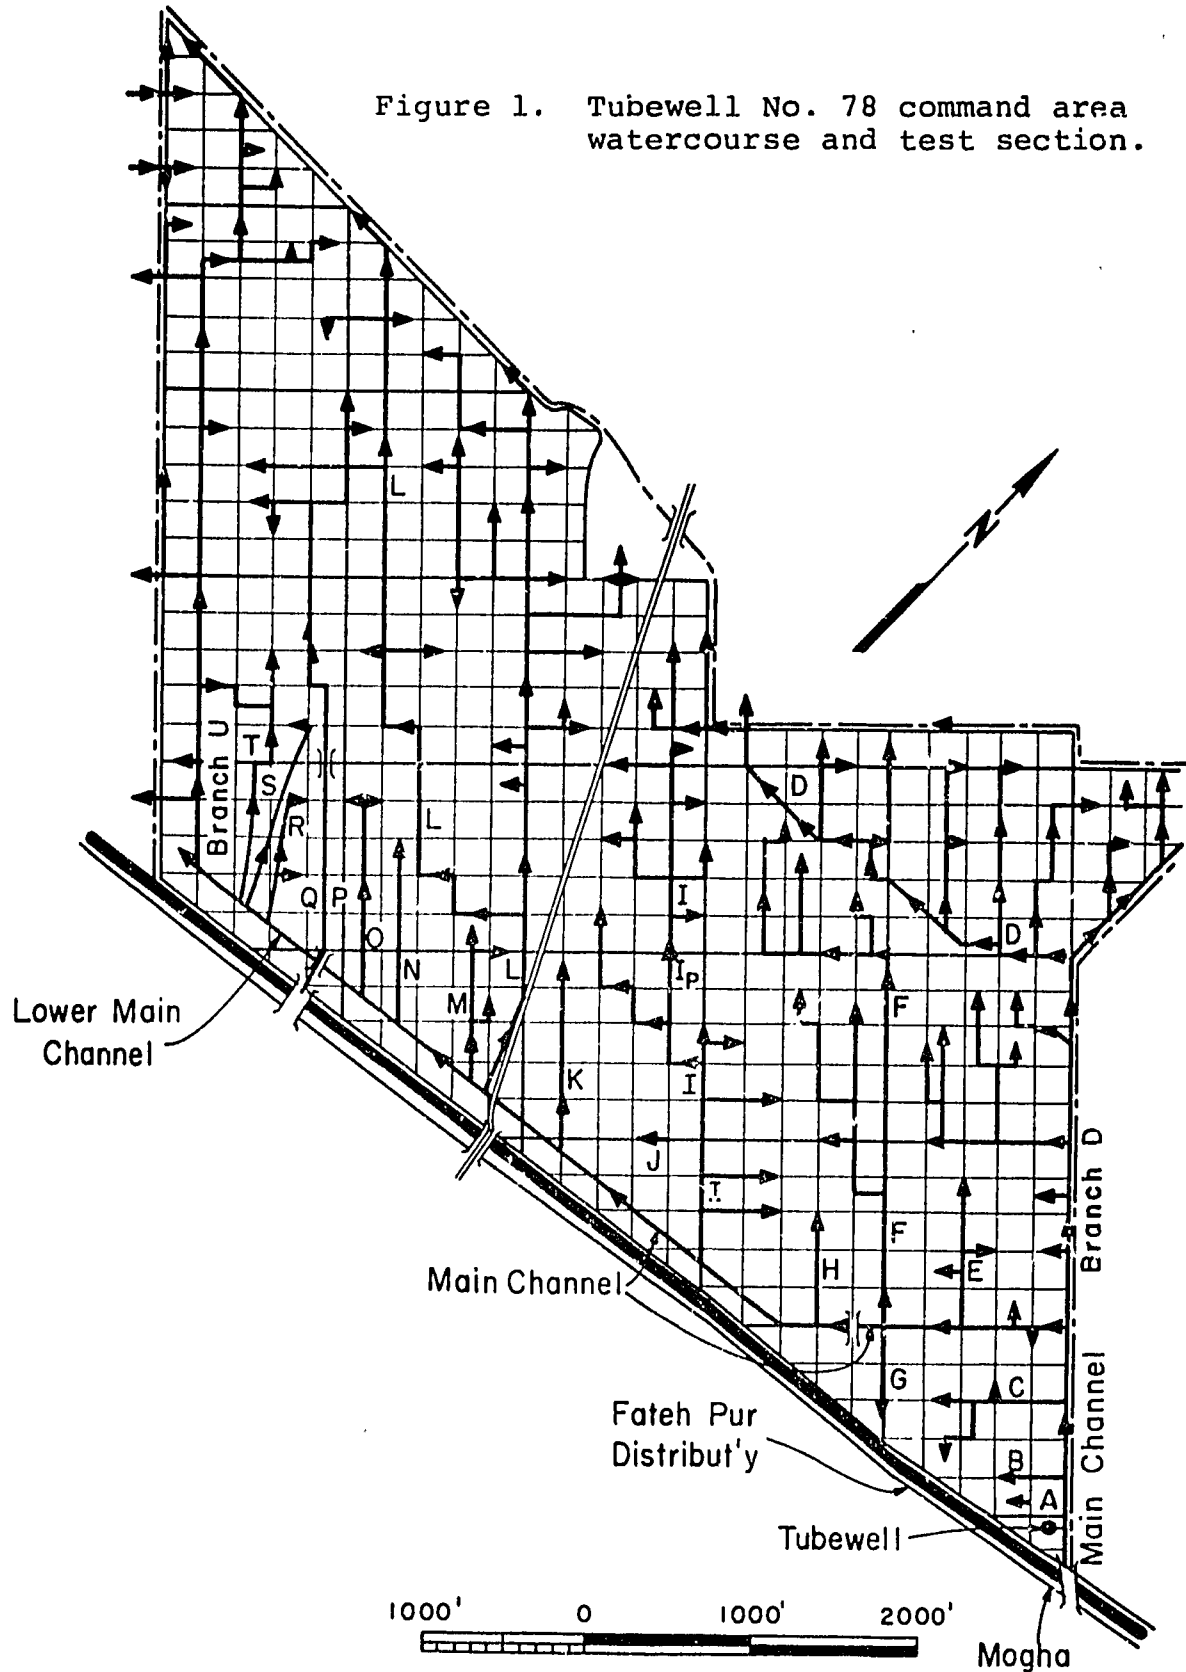 Figure 1. Tubewell No. 78 command area
watercourse and test section.
N
L
D
Branch U
T
S
R
L
Q
P
O
N
M
L
I
Ip
D
F
K
I
J
I
F
H
E
Branch D
G
C
B
A
Main Channel
Lower Main
Channel
Main Channel
Fateh Pur
Distribut'y
Tubewell
Mogha
1000' 0 1000' 2000'